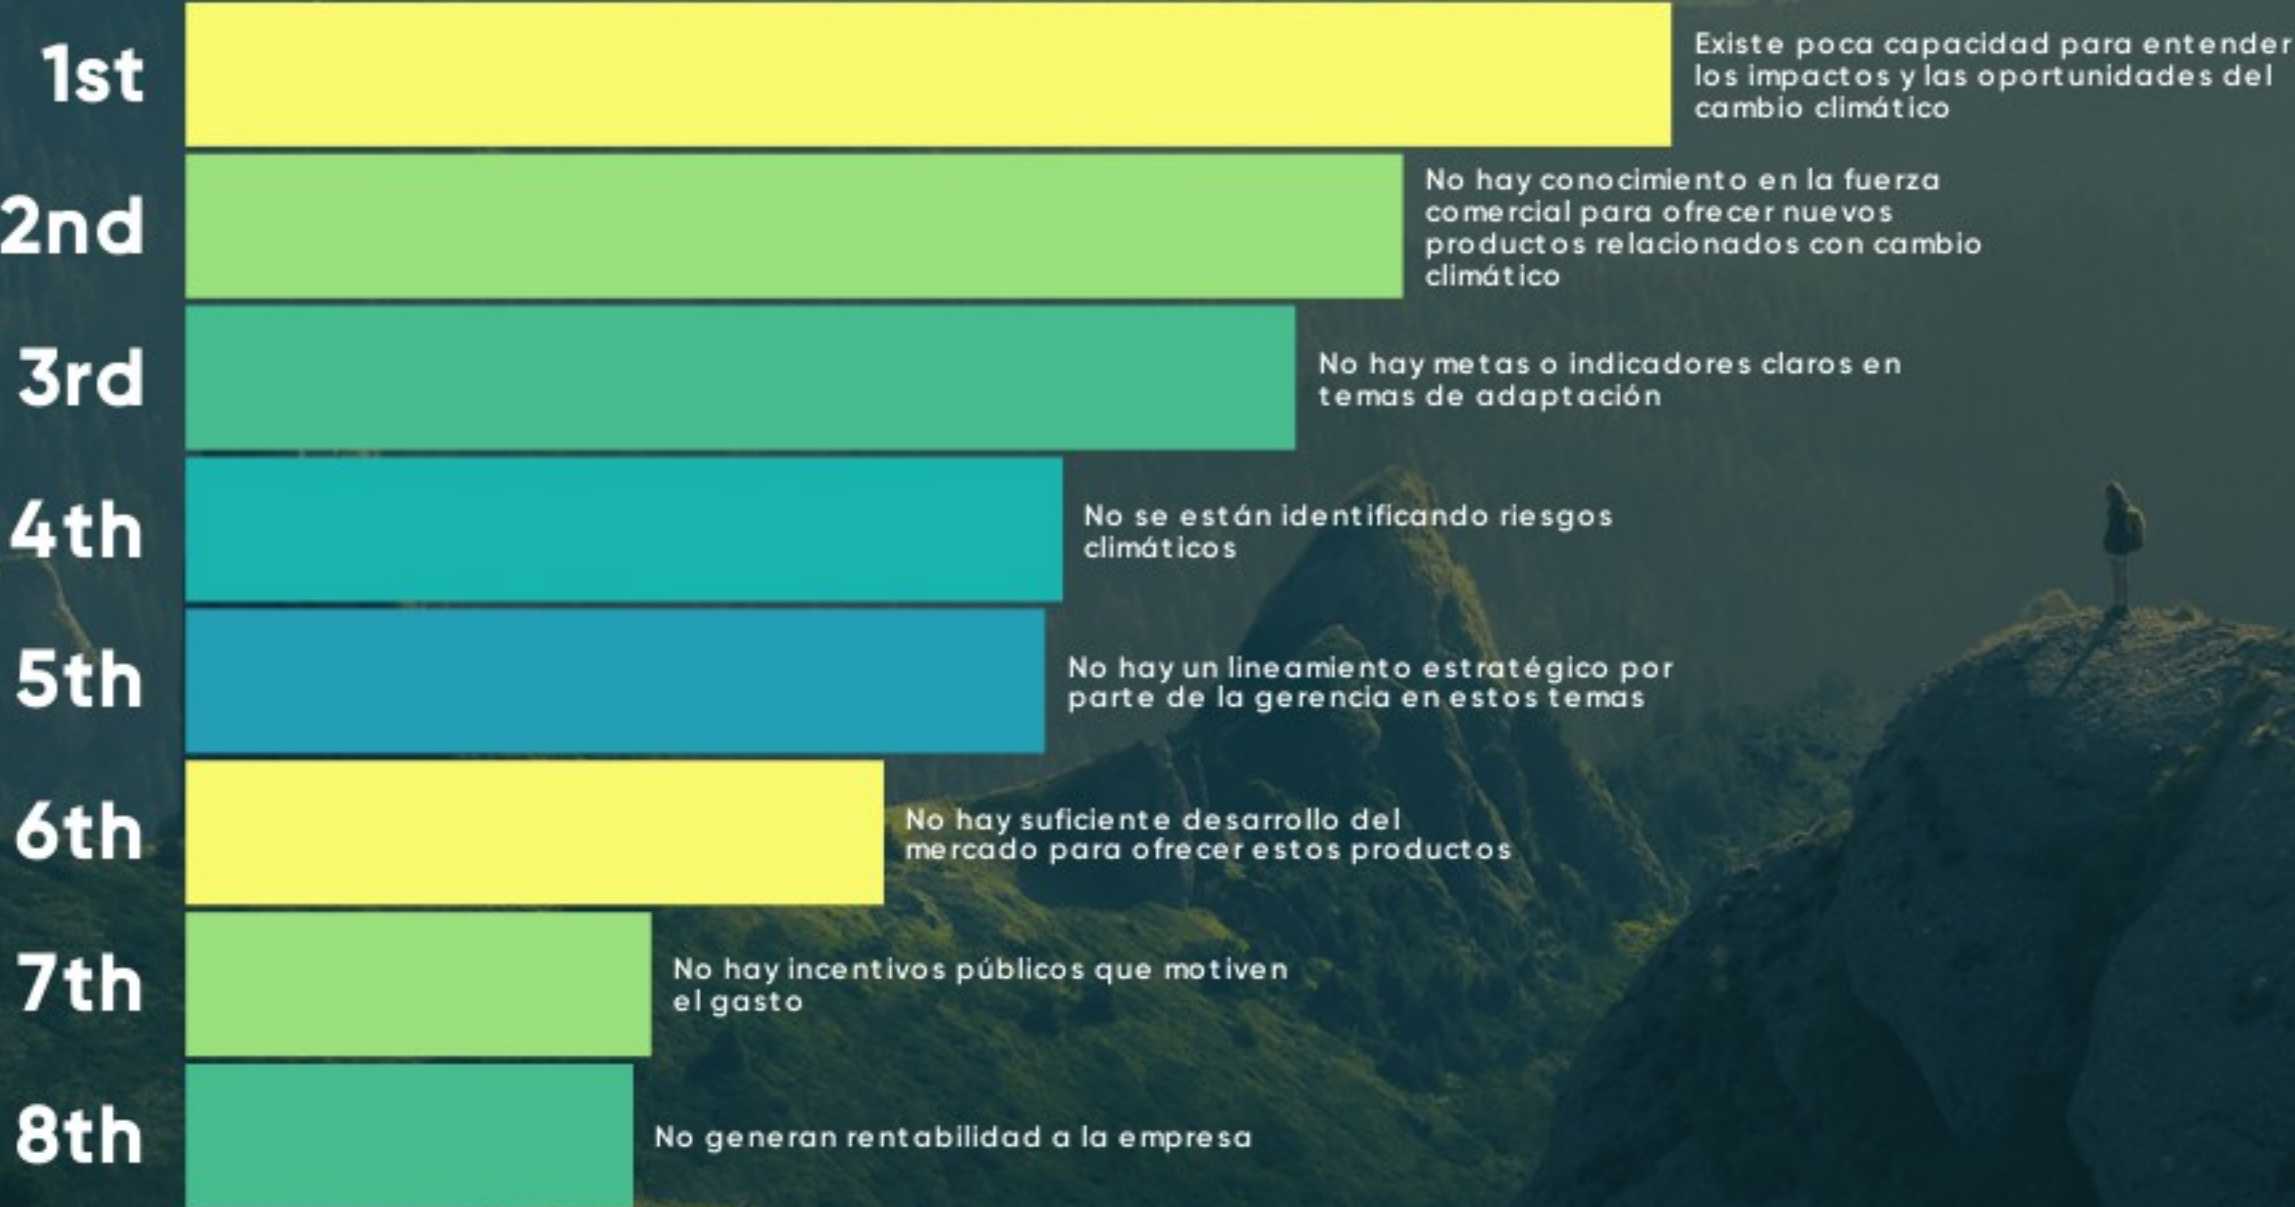 1st
Existe poca capacidad para entender
los impactos y las oportunidades del
cambio climático
2nd
No hay conocimiento en la fuerza
comercial para ofrecer nuevos
productos relacionados con cambio
climático
3rd
No hay metas o indicadores claros en
temas de adaptación
4th
No se están identificando riesgos
climáticos
5th
No hay un lineamiento estratégico por
parte de la gerencia en estos temas
6th
No hay suficiente desarrollo del
mercado para ofrecer estos productos
7th
No hay incentivos públicos que motiven
el gasto
8th
No generan rentabilidad a la empresa